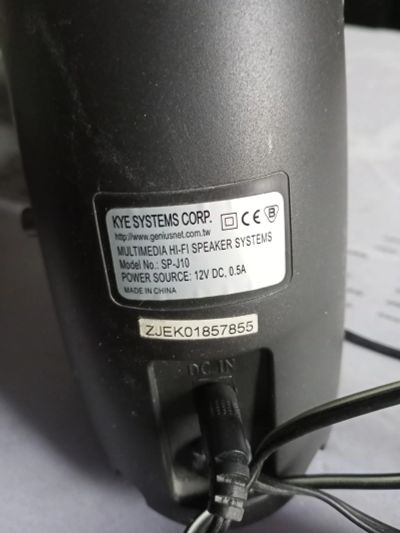 KYE SYSTEMS CORP. CE B
http://www.geniusnet.com.tw
MULTIMEDIA HI-FI SPEAKER SYSTEMS
Model No.: SP-J10
POWER SOURCE: 12V DC, 0.5A
MADE IN CHINA
ZJEK01857855
DC IN